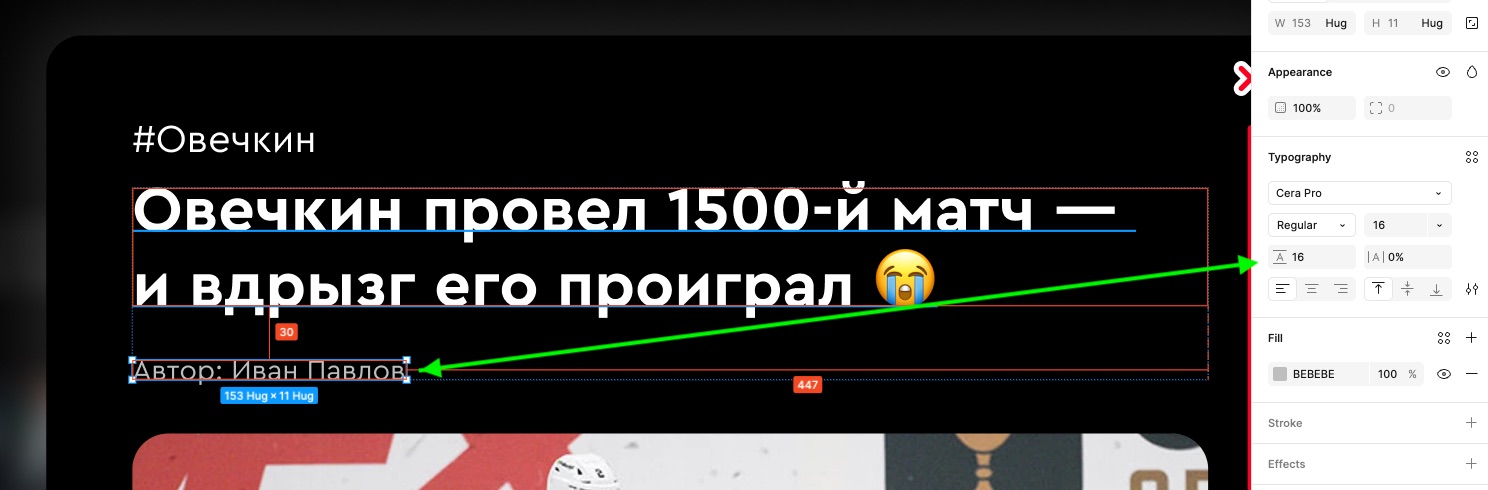 W 153 Hug H 11 Hug
Appearance
100% 0
Typography
Cera Pro
Regular 16
A 16 |A| 0%
Fill
BEBEBE 100 %
Stroke
Effects
#Овечкин
Овечкин провел 1500-й матч —
и вдрызг его проиграл 😭
30
Автор: Иван Павлов
447
153 Hug × 11 Hug
2